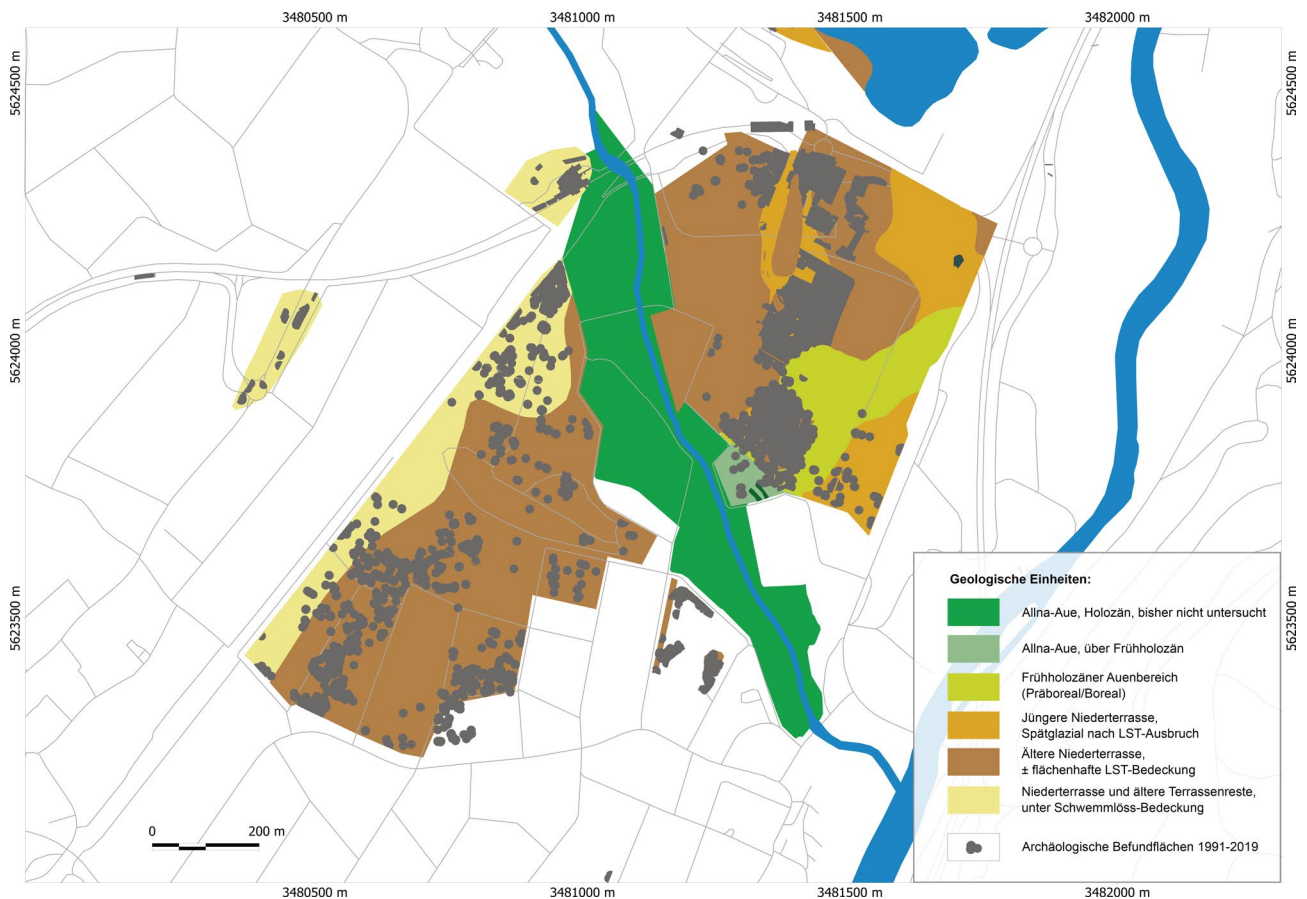 3480500 m
3481000 m
3481500 m
3482000 m
5624500 m
5624500 m
5624000 m
5624000 m
5623500 m
5623500 m
Geologische Einheiten:
Allna-Aue, Holozän, bisher nicht untersucht
Allna-Aue, über Frühholozän
Frühholozäner Auenbereich
(Präboreal/Boreal)
Jüngere Niederterrasse,
Spätglazial nach LST-Ausbruch
Ältere Niederterrasse,
± flächenhafte LST-Bedeckung
Niederterrasse und ältere Terrassenreste,
unter Schwemmlöss-Bedeckung
Archäologische Befundflächen 1991-2019
0
200 m
3480500 m
3481000 m
3481500 m
3482000 m